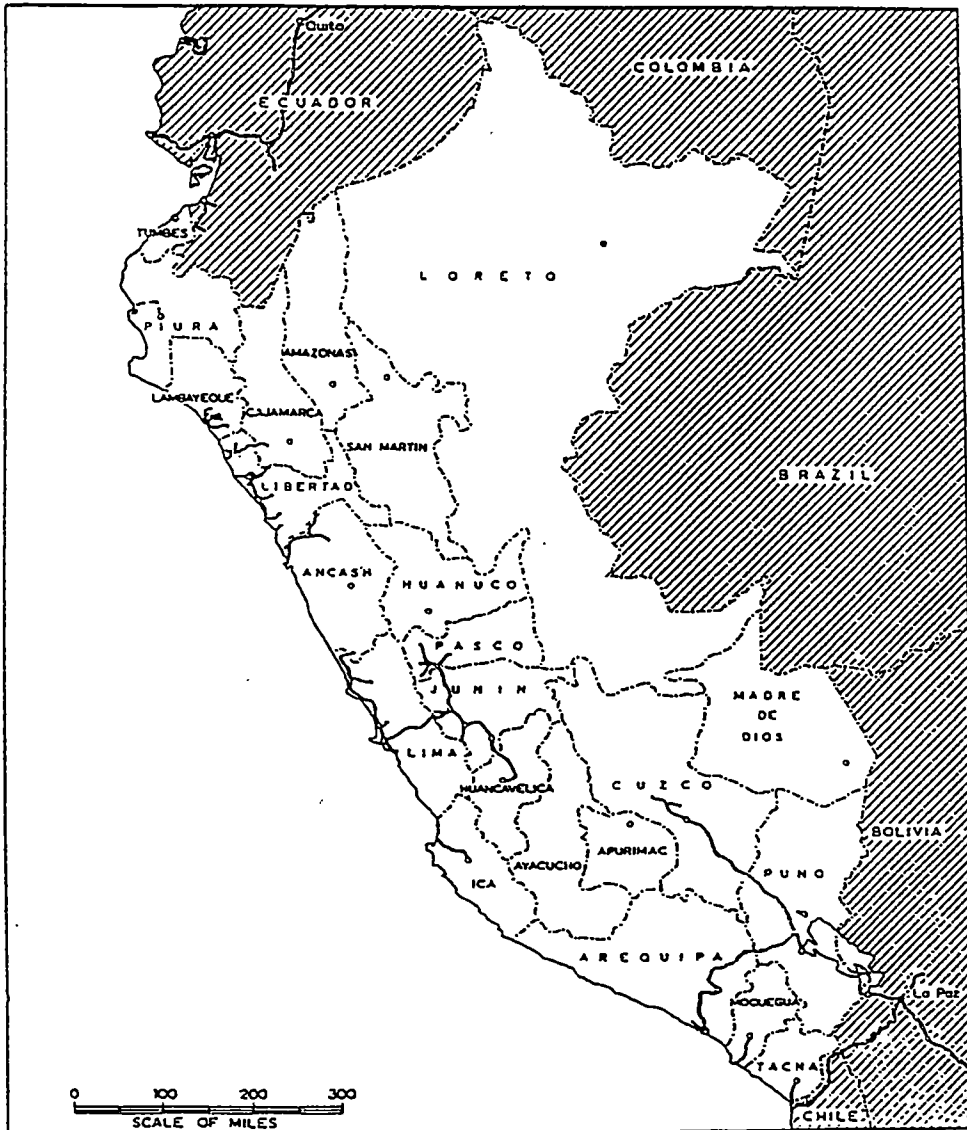 Quito
COLOMBIA
ECUADOR
TUMBES
LORETO
PIURA
AMAZONAS
LAMBAYEQUE
CAJAMARCA
SAN MARTIN
BRAZIL
LIBERTAD
ANCASH
HUANUCO
PASCO
JUNIN
MADRE
DE
DIOS
LIMA
HUANCAVELICA
CUZCO
BOLIVIA
APURIMAC
AYACUCHO
PUNO
ICA
AREQUIPA
MOQUEGUA
La Paz
TACNA
0 100 200 300
SCALE OF MILES
CHILE